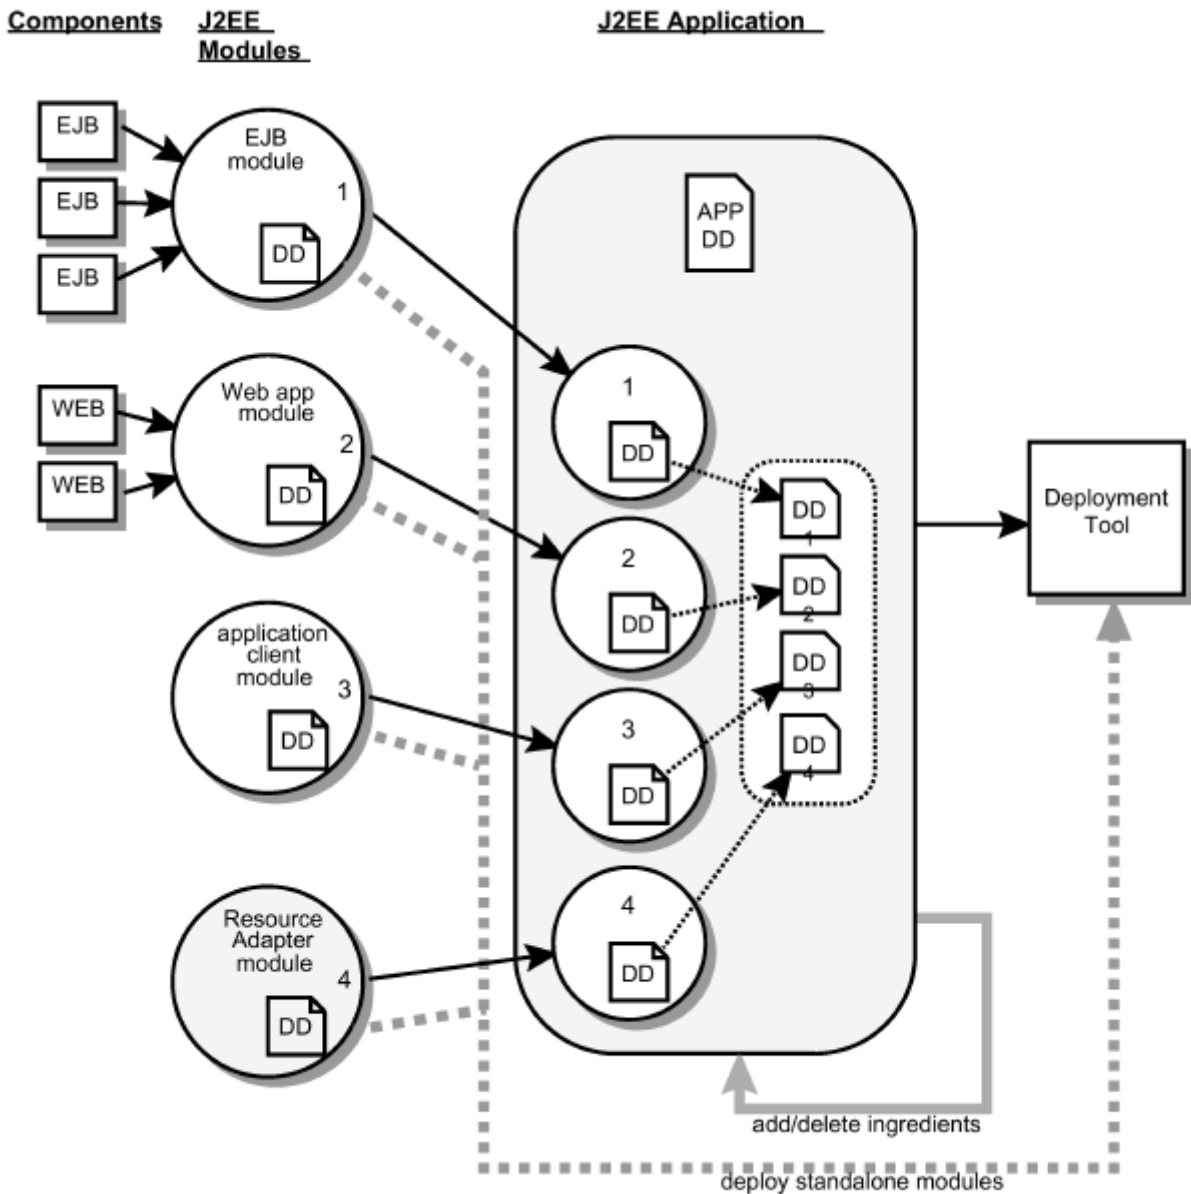 Components
J2EE
Modules
J2EE Application
EJB
EJB
EJB
EJB
module
1
DD
WEB
WEB
Web app
module
2
DD
application
client
module
3
DD
Resource
Adapter
module
4
DD
APP
DD
1
DD
2
DD
3
DD
4
DD
DD
1
DD
2
DD
3
DD
4
Deployment
Tool
add/delete ingredients
deploy standalone modules